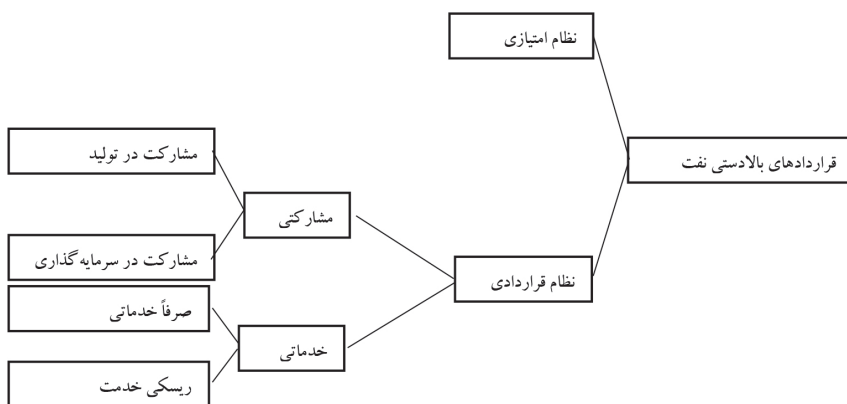 نظام امتیازی
قراردادهای بالادستی نفت
مشارکت در تولید
مشارکتی
مشارکت در سرمایه‌گذاری
نظام قراردادی
صرفاً خدماتی
خدماتی
ریسکی خدمت